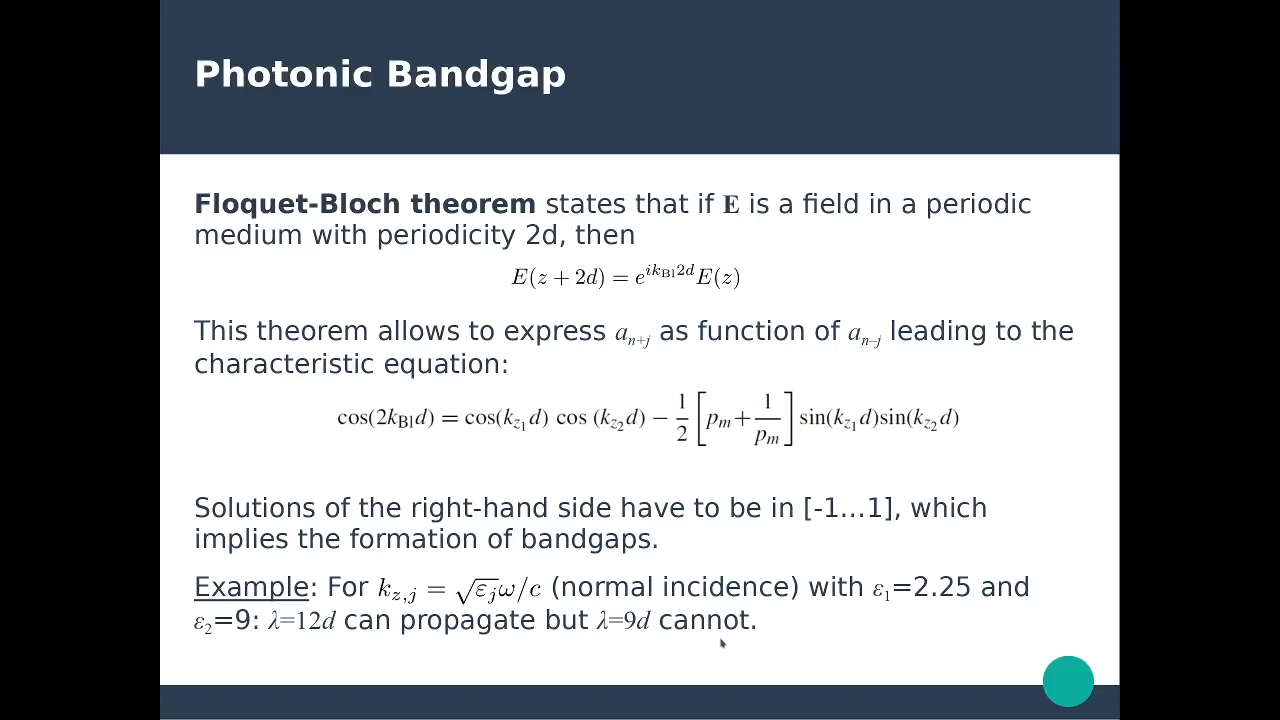 Photonic Bandgap
Floquet-Bloch theorem states that if E is a field in a periodic
medium with periodicity 2d, then
E(z + 2d) = e^{ik_{Bl}2d}E(z)
This theorem allows to express a_{n+j} as function of a_{n–j} leading to the
characteristic equation:
cos(2k_{Bl}d) = cos(k_{z_1}d) cos (k_{z_2}d) − \frac{1}{2} [p_m + \frac{1}{p_m}] sin(k_{z_1}d)sin(k_{z_2}d)
Solutions of the right-hand side have to be in [-1...1], which
implies the formation of bandgaps.
Example: For k_{z,j} = √ε_j ω/c (normal incidence) with ε_1=2.25 and
ε_2=9: λ=12d can propagate but λ=9d cannot.